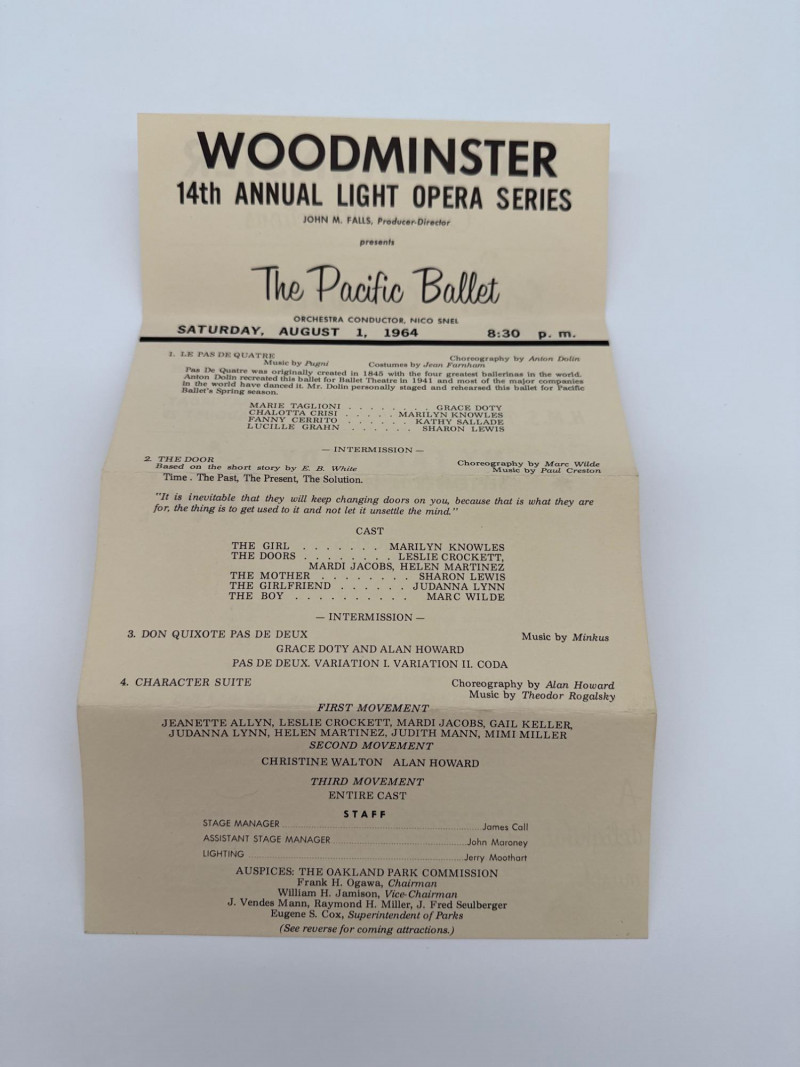 WOODMINSTER
14th ANNUAL LIGHT OPERA SERIES
JOHN M. FALLS, Producer-Director
presents
The Pacific Ballet
ORCHESTRA CONDUCTOR, NICO SNEL
SATURDAY, AUGUST 1, 1964 8:30 p. m.
1. LE PAS DE QUATRE Choreography by Anton Dolin
Music by Pugni Costumes by Jean Farnham
Pas De Quatre was originally created in 1845 with the four greatest ballerinas in the world.
Anton Dolin recreated this ballet for Ballet Theatre in 1941 and most of the major companies
in the world have danced it. Mr. Dolin personally staged and rehearsed this ballet for Pacific
Ballet's Spring season.
MARIE TAGLIONI . . . . . . . . GRACE DOTY
CHALOTTA CRISI . . . . . MARILYN KNOWLES
FANNY CERRITO . . . . . . KATHY SALLADE
LUCILLE GRAHN . . . . . . SHARON LEWIS
— INTERMISSION —
2. THE DOOR Choreography by Marc Wilde
Based on the short story by E. B. White Music by Paul Creston
Time . The Past, The Present, The Solution.
"It is inevitable that they will keep changing doors on you, because that is what they are
for, the thing is to get used to it and not let it unsettle the mind."
CAST
THE GIRL . . . . . . . MARILYN KNOWLES
THE DOORS . . . . . . . . LESLIE CROCKETT,
MARDI JACOBS, HELEN MARTINEZ
THE MOTHER . . . . . . . . SHARON LEWIS
THE GIRLFRIEND . . . . . . JUDANNA LYNN
THE BOY . . . . . . . . . . MARC WILDE
— INTERMISSION —
3. DON QUIXOTE PAS DE DEUX Music by Minkus
GRACE DOTY AND ALAN HOWARD
PAS DE DEUX. VARIATION I. VARIATION II. CODA
4. CHARACTER SUITE Choreography by Alan Howard
Music by Theodor Rogalsky
FIRST MOVEMENT
JEANETTE ALLYN, LESLIE CROCKETT, MARDI JACOBS, GAIL KELLER,
JUDANNA LYNN, HELEN MARTINEZ, JUDITH MANN, MIMI MILLER
SECOND MOVEMENT
CHRISTINE WALTON ALAN HOWARD
THIRD MOVEMENT
ENTIRE CAST
STAFF
STAGE MANAGER James Call
ASSISTANT STAGE MANAGER John Maroney
LIGHTING Jerry Moothart
AUSPICES: THE OAKLAND PARK COMMISSION
Frank H. Ogawa, Chairman
William H. Jamison, Vice-Chairman
J. Vendes Mann, Raymond H. Miller, J. Fred Seulberger
Eugene S. Cox, Superintendent of Parks
(See reverse for coming attractions.)